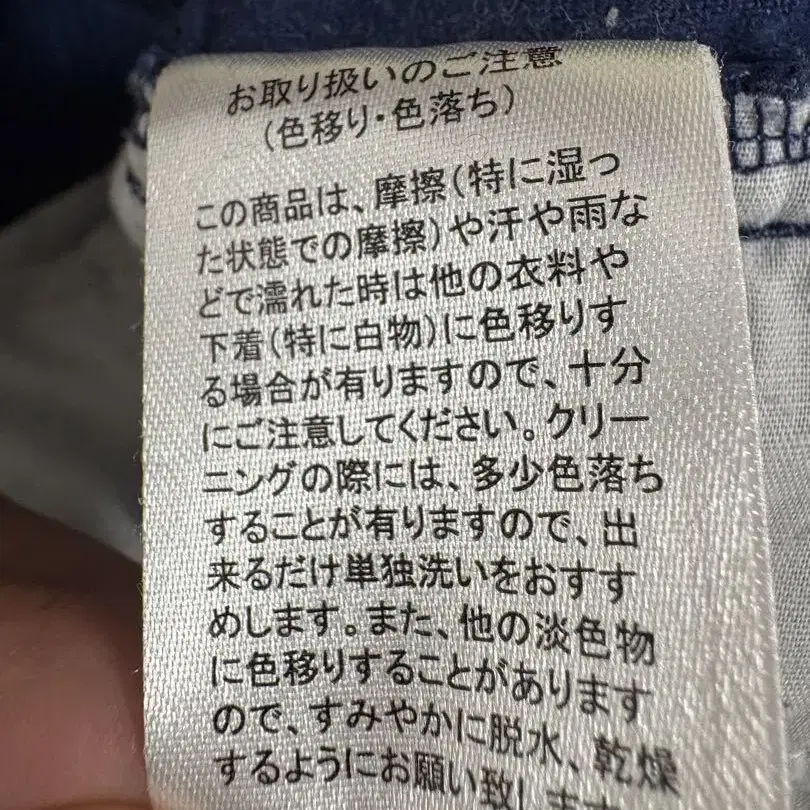 お取り扱いのご注意
(色移り・色落ち)
この商品は、摩擦(特に湿っ
た状態での摩擦)や汗や雨な
どで濡れた時は他の衣料や
下着(特に白物)に色移りす
る場合が有りますので、十分
にご注意してください。クリー
ニングの際には、多少色落ち
することが有りますので、出
来るだけ単独洗いをおすす
めします。また、他の淡色物
に色移りすることがあります
ので、すみやかに脱水、乾燥
するようにお願い致します